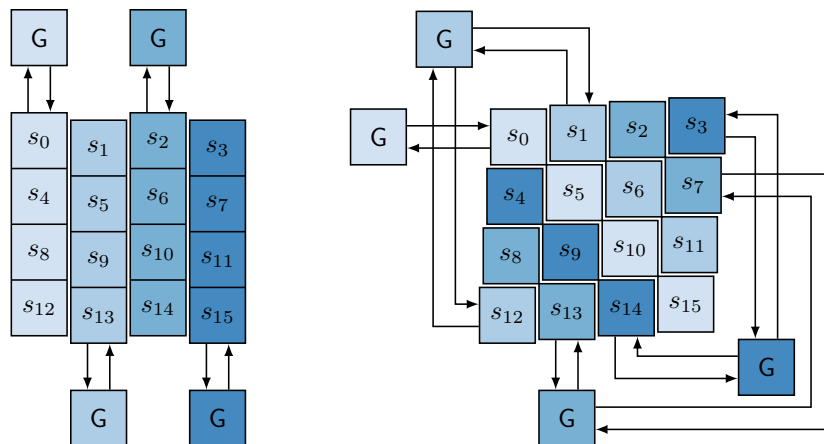 G G
s₀ s₁ s₂ s₃
s₄ s₅ s₆ s₇
s₈ s₉ s₁₀ s₁₁
s₁₂ s₁₃ s₁₄ s₁₅
G G
G
G
s₀ s₁ s₂ s₃
s₄ s₅ s₆ s₇
s₈ s₉ s₁₀ s₁₁
s₁₂ s₁₃ s₁₄ s₁₅
G
G